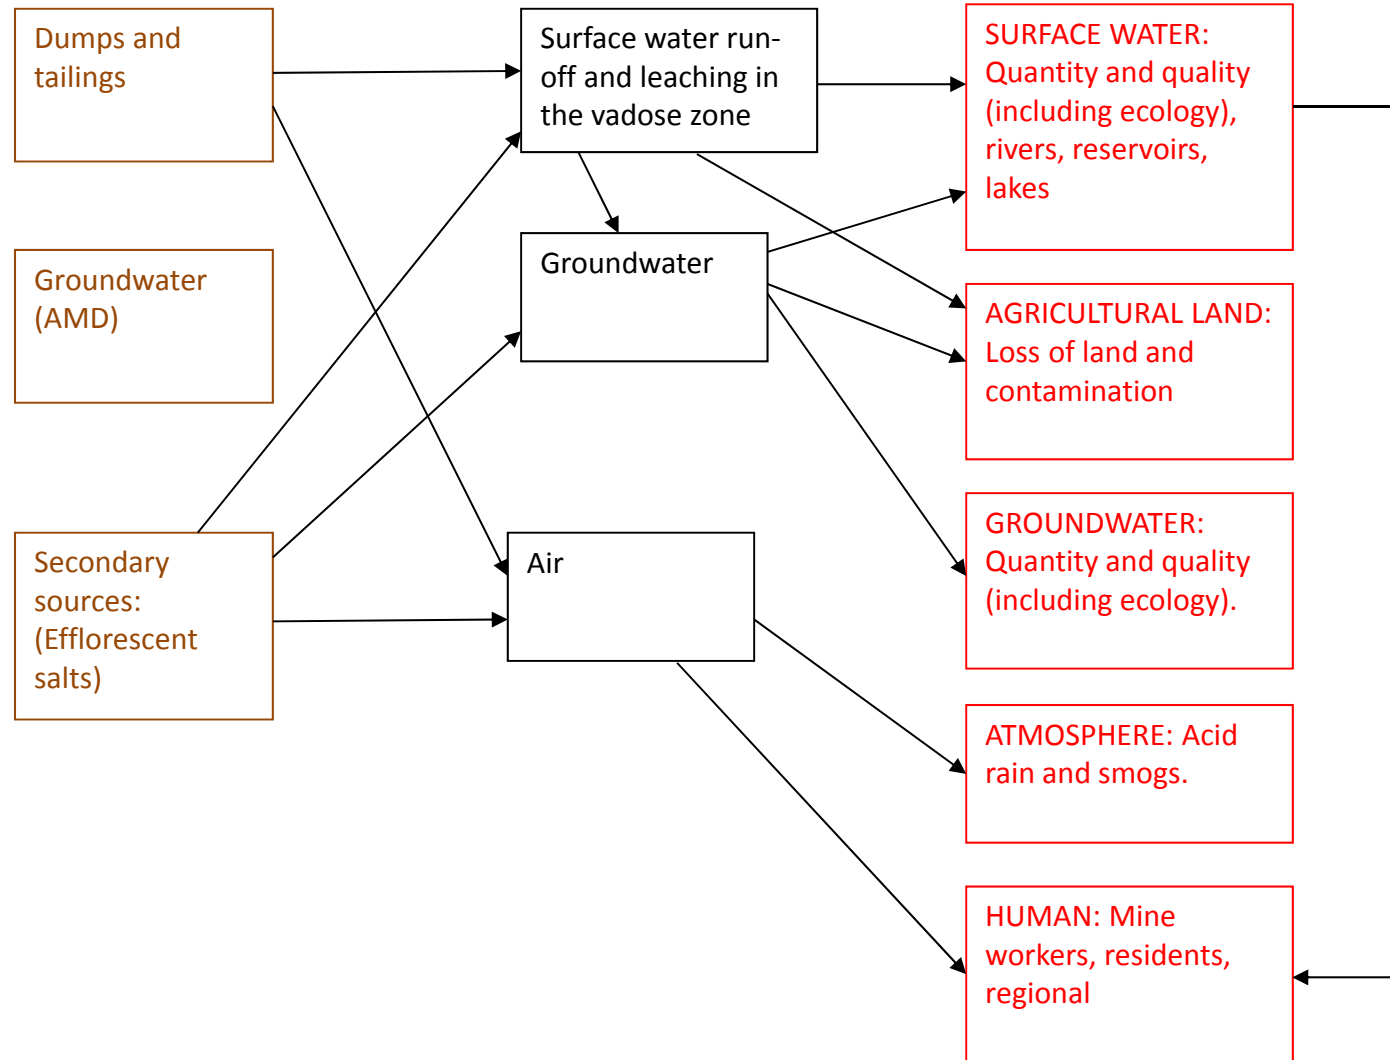 Dumps and
tailings
Groundwater
(AMD)
Secondary
sources:
(Efflorescent
salts)
Surface water run-
off and leaching in
the vadose zone
Groundwater
Air
SURFACE WATER:
Quantity and quality
(including ecology),
rivers, reservoirs,
lakes
AGRICULTURAL LAND:
Loss of land and
contamination
GROUNDWATER:
Quantity and quality
(including ecology).
ATMOSPHERE: Acid
rain and smogs.
HUMAN: Mine
workers, residents,
regional